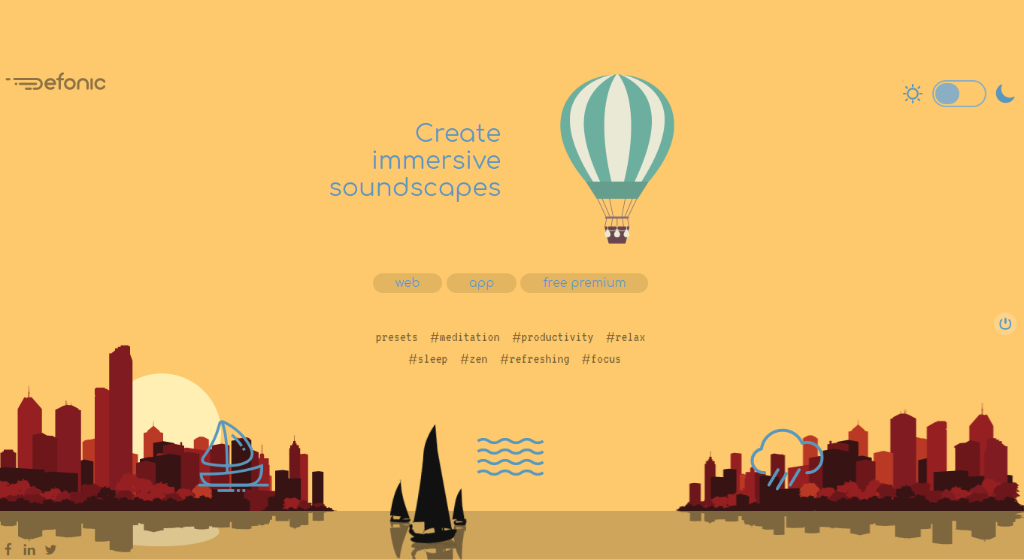 Defonic
Create
immersive
soundscapes
web app free premium
presets #meditation #productivity #relax
#sleep #zen #refreshing #focus